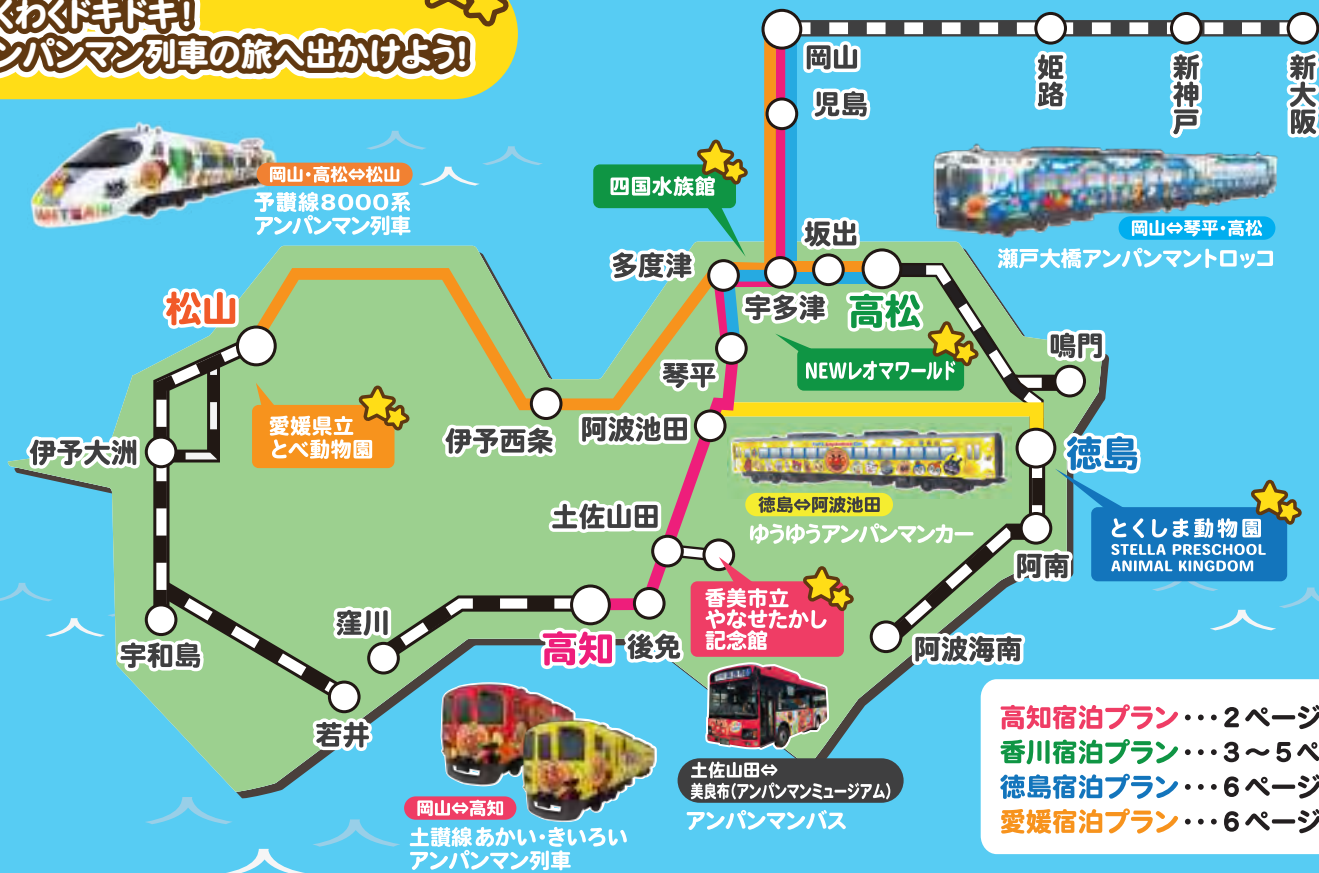 くわくドキドキ!
ンパンマン列車の旅へ出かけよう!
岡山
児島
姫路
新神戸
新大阪
岡山・高松⇔松山
予讃線8000系
アンパンマン列車
四国水族館
岡山⇔琴平・高松
瀬戸大橋アンパンマントロッコ
多度津
宇多津
坂出
高松
松山
鳴門
琴平
NEWレオマワールド
愛媛県立
とべ動物園
伊予大洲
伊予西条
阿波池田
徳島
徳島⇔阿波池田
ゆうゆうアンパンマンカー
とくしま動物園
STELLA PRESCHOOL
ANIMAL KINGDOM
土佐山田
阿南
香美市立
やなせたかし
記念館
窪川
高知
後免
阿波海南
宇和島
若井
岡山⇔高知
土讃線あかい・きいろい
アンパンマン列車
土佐山田⇔
美良布(アンパンマンミュージアム)
アンパンマンバス
高知宿泊プラン・・・2ページ
香川宿泊プラン・・・3〜5ペ
徳島宿泊プラン・・・6ページ
愛媛宿泊プラン・・・6ページ